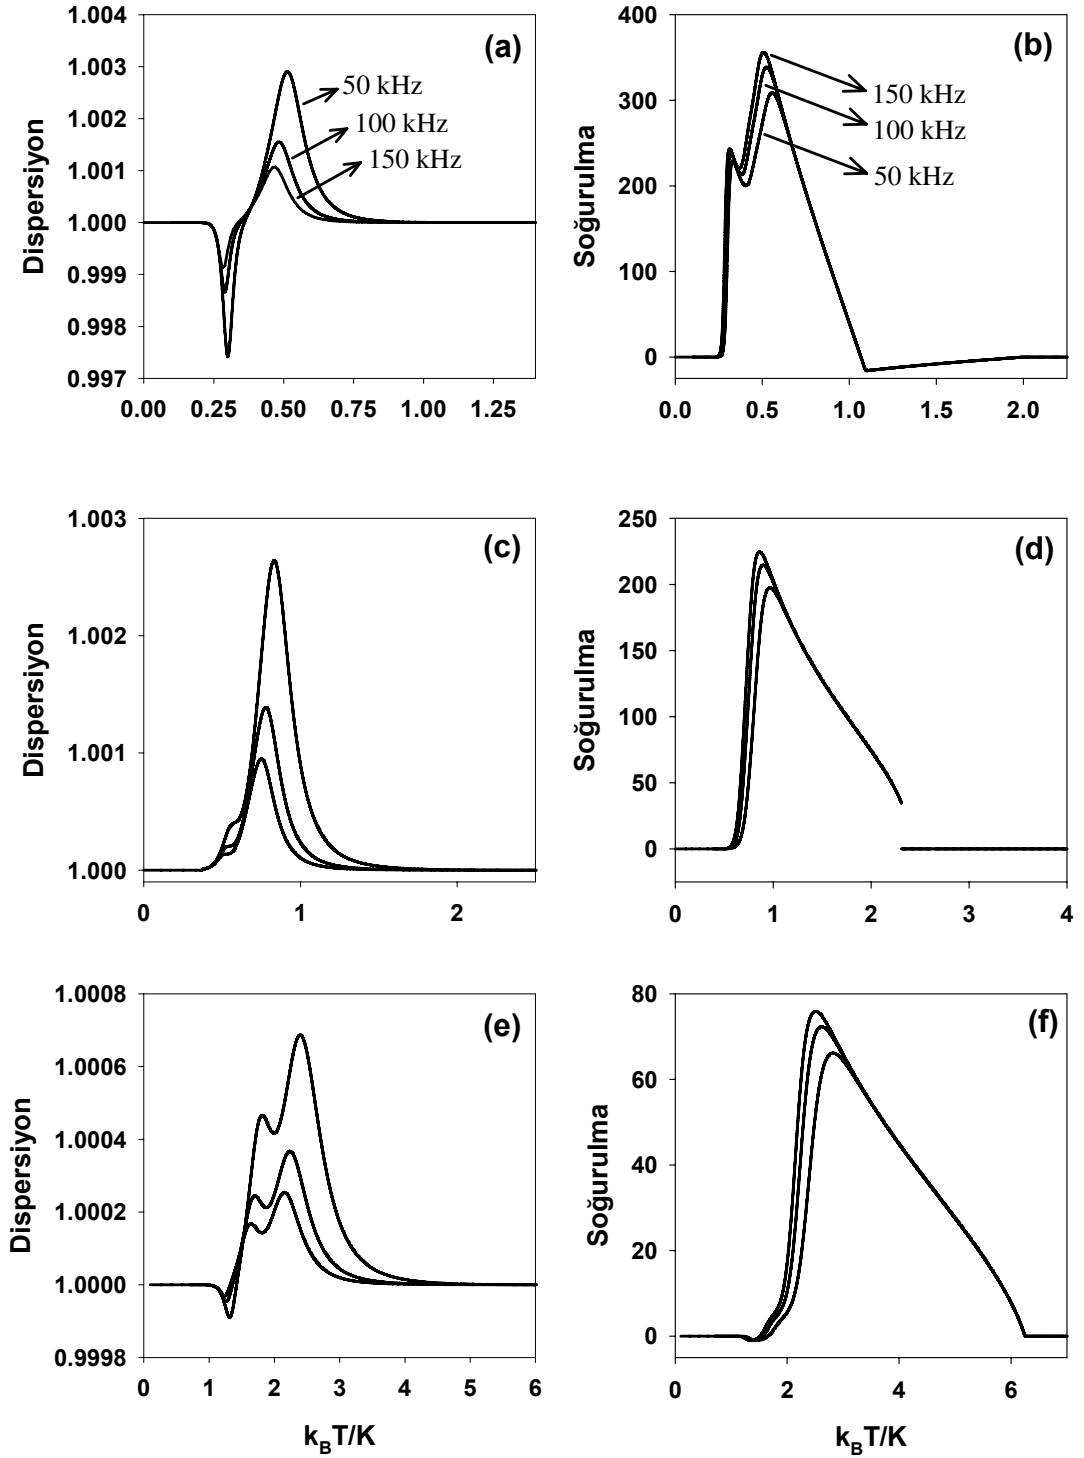 (a)
Dispersiyon
1.004
1.003
1.002
1.001
1.000
0.999
0.998
0.997
50 kHz
100 kHz
150 kHz
0.00 0.25 0.50 0.75 1.00 1.25
(b)
Soğurulma
400
300
200
100
0
150 kHz
100 kHz
50 kHz
0.0 0.5 1.0 1.5 2.0
(c)
Dispersiyon
1.003
1.002
1.001
1.000
0 1 2
(d)
Soğurulma
250
200
150
100
50
0
0 1 2 3 4
(e)
Dispersiyon
1.0008
1.0006
1.0004
1.0002
1.0000
0.9998
0 1 2 3 4 5 6
k_BT/K
(f)
Soğurulma
80
60
40
20
0
0 2 4 6
k_BT/K